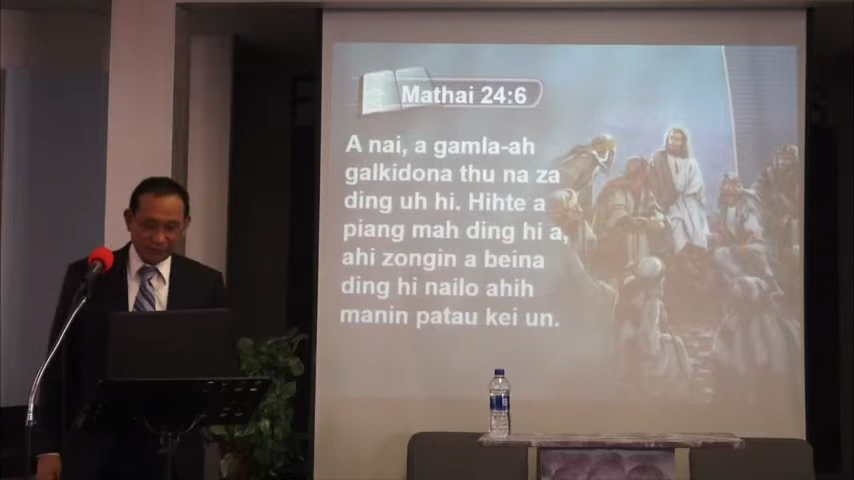 Mathai 24:6
A nai, a gamla-ah
galkidona thu na za
ding uh hi. Hihte a
piang mah ding hi a,
ahi zongin a beina
ding hi nailo ahih
manin patau kei un.